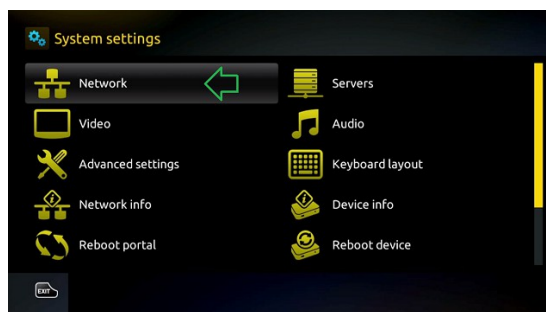 System settings
Network
Servers
Video
Audio
Advanced settings
Keyboard layout
Network info
Device info
Reboot portal
Reboot device
EXIT